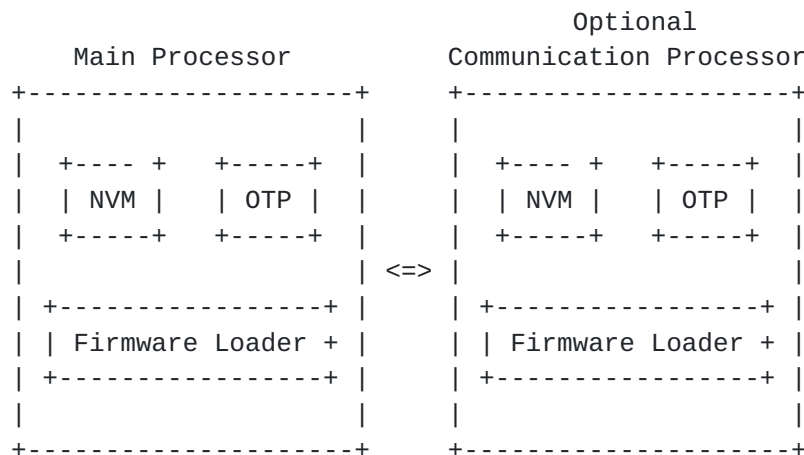 Optional
    Main Processor          Communication Processor
+---------------------+     +---------------------+
|                     |     |                     |
|  +---- +   +-----+  |     |  +---- +   +-----+  |
|  | NVM |   | OTP |  |     |  | NVM |   | OTP |  |
|  +-----+   +-----+  |     |  +-----+   +-----+  |
|                     | <=> |                     |
| +-----------------+ |     | +-----------------+ |
| | Firmware Loader + |     | | Firmware Loader + |
| +-----------------+ |     | +-----------------+ |
|                     |     |                     |
+---------------------+     +---------------------+